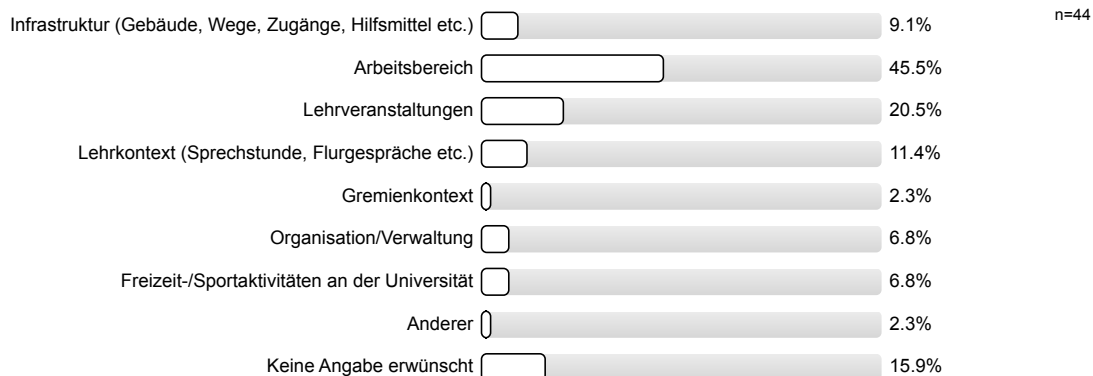 Infrastruktur (Gebäude, Wege, Zugänge, Hilfsmittel etc.) 9.1% n=44
Arbeitsbereich 45.5%
Lehrveranstaltungen 20.5%
Lehrkontext (Sprechstunde, Flurgespräche etc.) 11.4%
Gremienkontext 2.3%
Organisation/Verwaltung 6.8%
Freizeit-/Sportaktivitäten an der Universität 6.8%
Anderer 2.3%
Keine Angabe erwünscht 15.9%